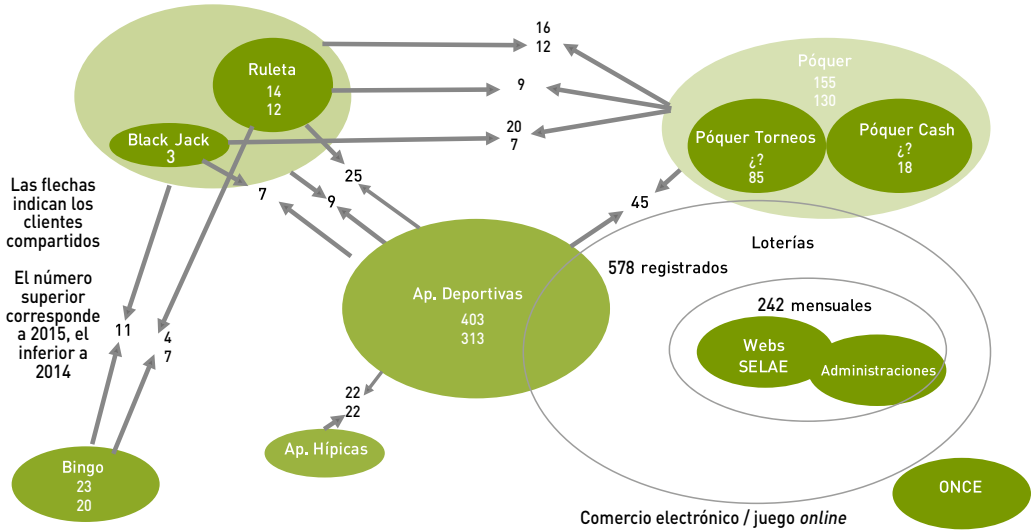 16
12
Ruleta
14
12
9
Póquer
155
130
Black Jack
3
20
7
Póquer Torneos
¿?
85
Póquer Cash
¿?
18
Las flechas
indican los
clientes
compartidos
7
25
9
45
Loterías
578 registrados
El número
superior
corresponde
a 2015, el
inferior a
2014
11
4
7
Ap. Deportivas
403
313
242 mensuales
Webs
SELAE
Administraciones
22
22
Ap. Hípicas
Bingo
23
20
ONCE
Comercio electrónico / juego online